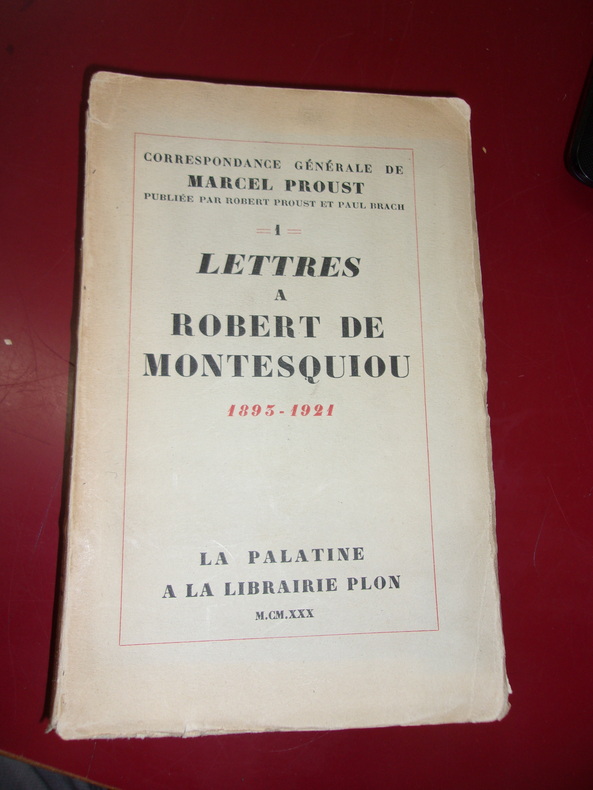 CORRESPONDANCE GÉNÉRALE DE
MARCEL PROUST
PUBLIÉE PAR ROBERT PROUST ET PAUL BRACH
1
LETTRES
A
ROBERT DE
MONTESQUIOU
1893-1921
LA PALATINE
A LA LIBRAIRIE PLON
M.CM.XXX